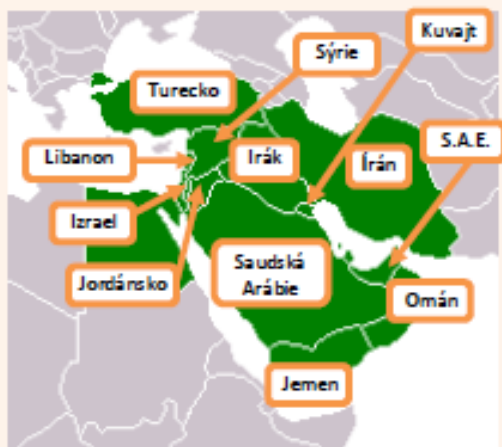 Kuvajt
Sýrie
Turecko
S.A.E.
Libanon
Irák
Írán
Izrael
Jordánsko
Saudská
Arábie
Omán
Jemen